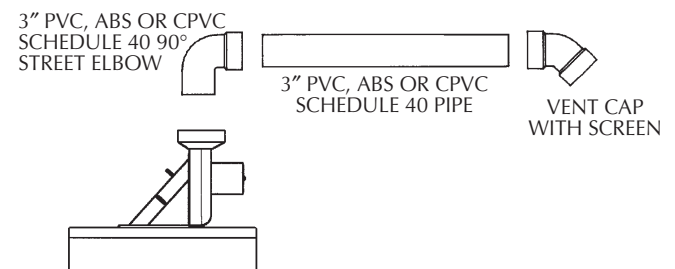 3″ PVC, ABS OR CPVC
SCHEDULE 40 90°
STREET ELBOW
3″ PVC, ABS OR CPVC
SCHEDULE 40 PIPE
VENT CAP
WITH SCREEN